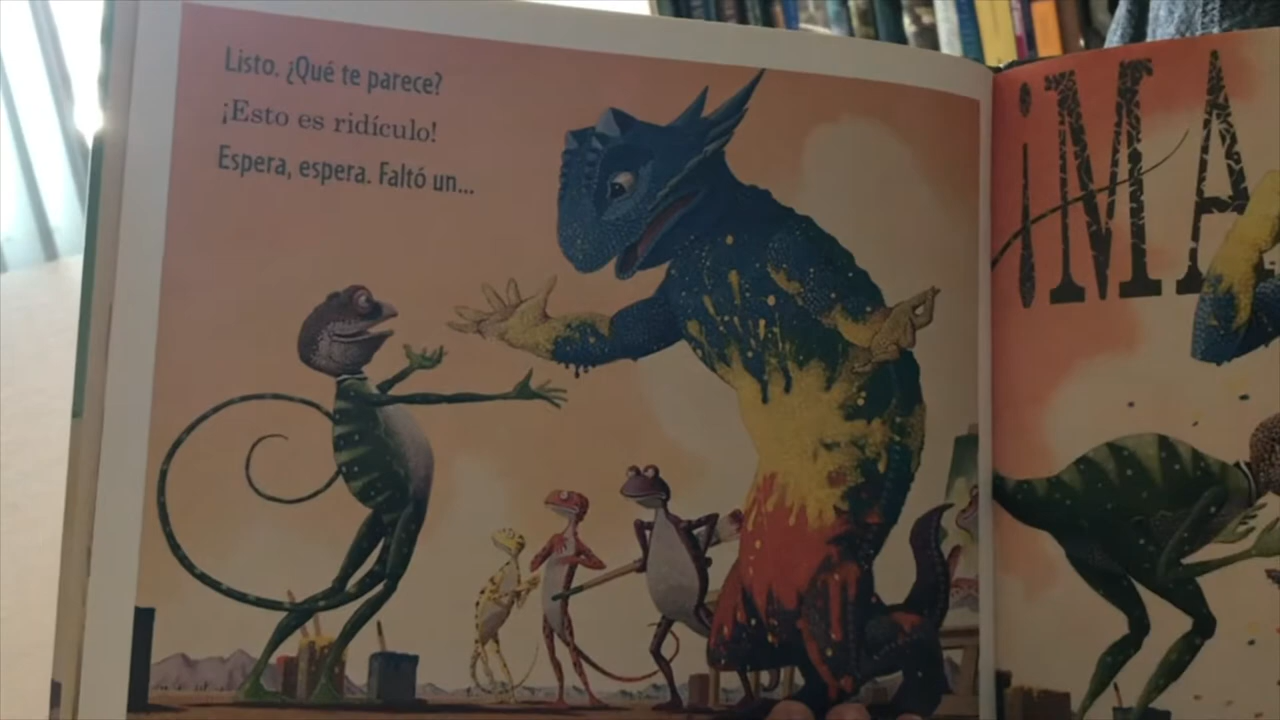 Listo. ¿Qué te parece?
¡Esto es ridículo!
Espera, espera. Faltó un...
¡MA